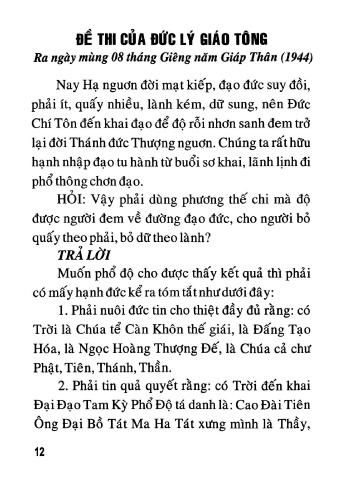 ĐỀ THI CỦA ĐỨC LÝ GIÁO TÔNG
Ra ngày mùng 08 tháng Giêng năm Giáp Thân (1944)
Nay Hạ nguơn đời mạt kiếp, đạo đức suy đồi,
phải ít, quấy nhiều, lành kém, dữ sung, nên Đức
Chí Tôn đến khai đạo để độ rỗi nhơn sanh đem trở
lại đời Thánh đức Thượng nguơn. Chúng ta rất hữu
hạnh nhập đạo tu hành từ buổi sơ khai, lãnh lịnh đi
phổ thông chơn đạo.
HỎI: Vậy phải dùng phương thế chi mà độ
được người đem về đường đạo đức, cho người bỏ
quấy theo phải, bỏ dữ theo lành?
TRẢ LỜI
Muốn phổ độ cho được thấy kết quả thì phải
có mấy hạnh đức kể ra tóm tắt như dưới đây:
1. Phải nuôi đức tin cho thiệt đầy đủ rằng: có
Trời là Chúa tể Càn Khôn thế giái, là Đấng Tạo
Hóa, là Ngọc Hoàng Thượng Đế, là Chúa cả chư
Phật, Tiên, Thánh, Thần.
2. Phải tin quả quyết rằng: có Trời đến khai
Đại Đạo Tam Kỳ Phổ Độ tá danh là: Cao Đài Tiên
Ông Đại Bồ Tát Ma Ha Tát xưng mình là Thầy,
12